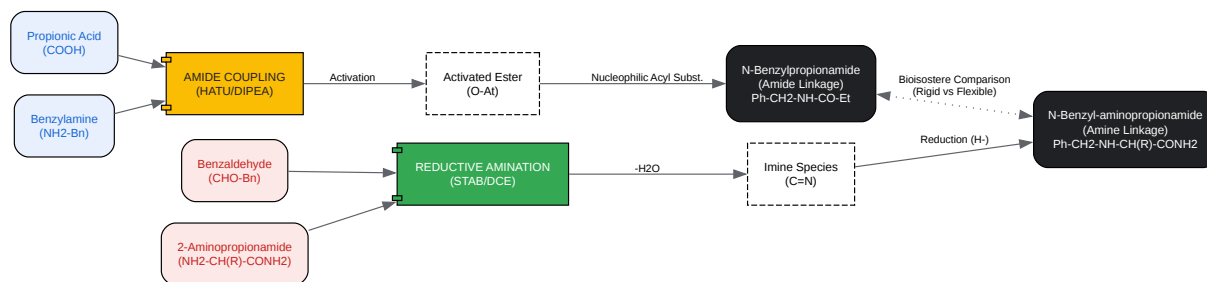 Propionic Acid
(COOH)
Benzylamine
(NH2-Bn)
AMIDE COUPLING
(HATU/DIPEA)
Activation
Activated Ester
(O-At)
Nucleophilic Acyl Subst.
N-Benzylpropionamide
(Amide Linkage)
Ph-CH2-NH-CO-Et
Bioisostere Comparison
(Rigid vs Flexible)
N-Benzyl-aminopropionamide
(Amine Linkage)
Ph-CH2-NH-CH(R)-CONH2
Benzaldehyde
(CHO-Bn)
2-Aminopropionamide
(NH2-CH(R)-CONH2)
REDUCTIVE AMINATION
(STAB/DCE)
-H2O
Imine Species
(C=N)
Reduction (H-)